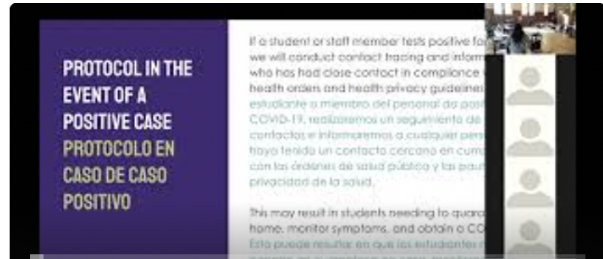 PROTOCOL IN THE
EVENT OF A
POSITIVE CASE
PROTOCOLO EN
CASO DE CASO
POSITIVO
If a student or staff member tests positive for
we will conduct contact tracing and inform
who has had close contact in compliance
health orders and health privacy guidelines
estudiante o miembro del personal da posit
COVID-19, realizaremos un seguimiento de
contactos e informaremos a cualquier pers
haya tenido un contacto cercano en cump
con las órdenes de salud pública y las paut
privacidad de la salud.
This may result in students needing to quara
home, monitor symptoms, and obtain a CO
Esto puede resultar en que los estudiantes